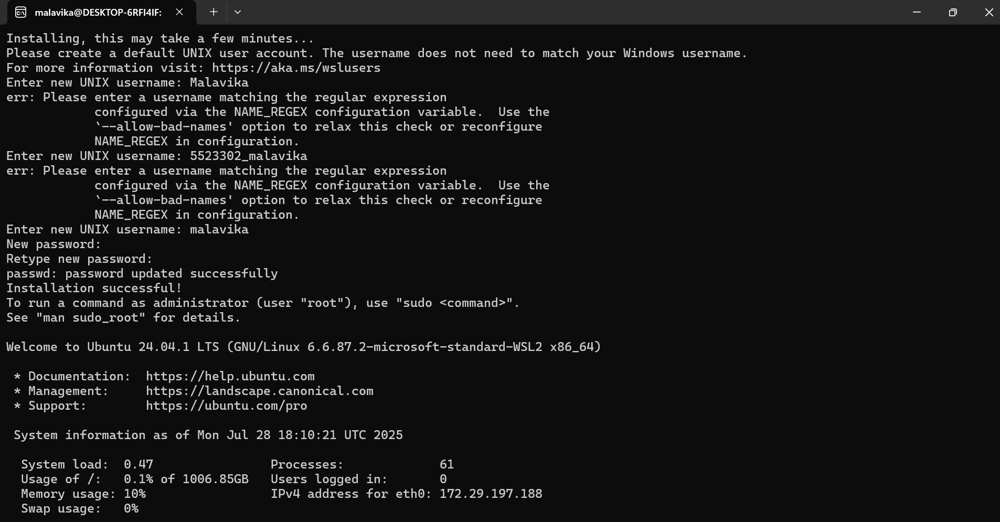 malavika@DESKTOP-6RFI4IF:
Installing, this may take a few minutes...
Please create a default UNIX user account. The username does not need to match your Windows username.
For more information visit: https://aka.ms/wslusers
Enter new UNIX username: Malavika
err: Please enter a username matching the regular expression
            configured via the NAME_REGEX configuration variable.  Use the
            `--allow-bad-names' option to relax this check or reconfigure
            NAME_REGEX in configuration.
Enter new UNIX username: 5523302_malavika
err: Please enter a username matching the regular expression
            configured via the NAME_REGEX configuration variable.  Use the
            `--allow-bad-names' option to relax this check or reconfigure
            NAME_REGEX in configuration.
Enter new UNIX username: malavika
New password:
Retype new password:
passwd: password updated successfully
Installation successful!
To run a command as administrator (user "root"), use "sudo <command>".
See "man sudo_root" for details.

Welcome to Ubuntu 24.04.1 LTS (GNU/Linux 6.6.87.2-microsoft-standard-WSL2 x86_64)

 * Documentation:  https://help.ubuntu.com
 * Management:     https://landscape.canonical.com
 * Support:        https://ubuntu.com/pro

 System information as of Mon Jul 28 18:10:21 UTC 2025

  System load:  0.47                Processes:             61
  Usage of /:   0.1% of 1006.85GB   Users logged in:       0
  Memory usage: 10%                 IPv4 address for eth0: 172.29.197.188
  Swap usage:   0%